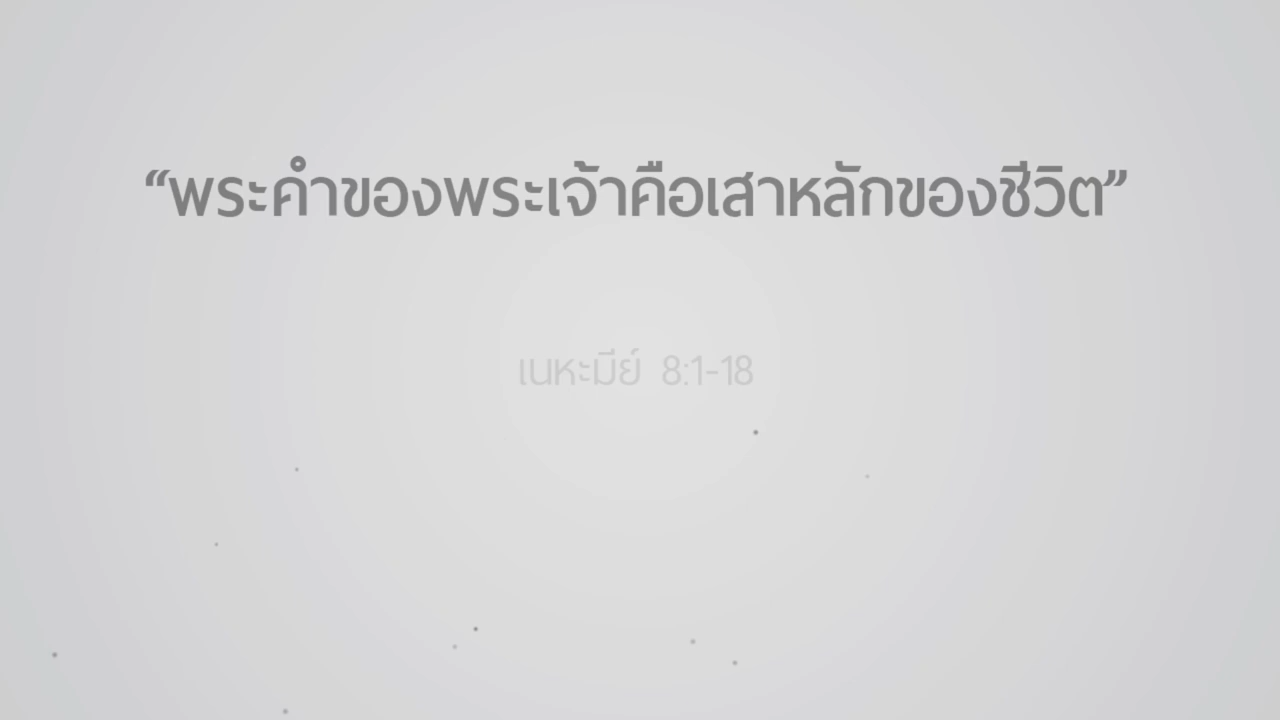 “พระคำของพระเจ้าคือเสาหลักของชีวิต”
เนหะมีย์ 8:1-18